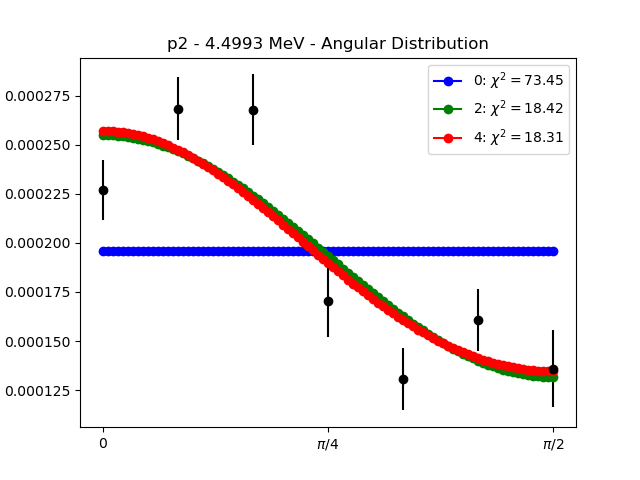 p2 - 4.4993 MeV - Angular Distribution
0: χ² = 73.45
2: χ² = 18.42
4: χ² = 18.31
0.000275
0.000250
0.000225
0.000200
0.000175
0.000150
0.000125
0 π/4 π/2